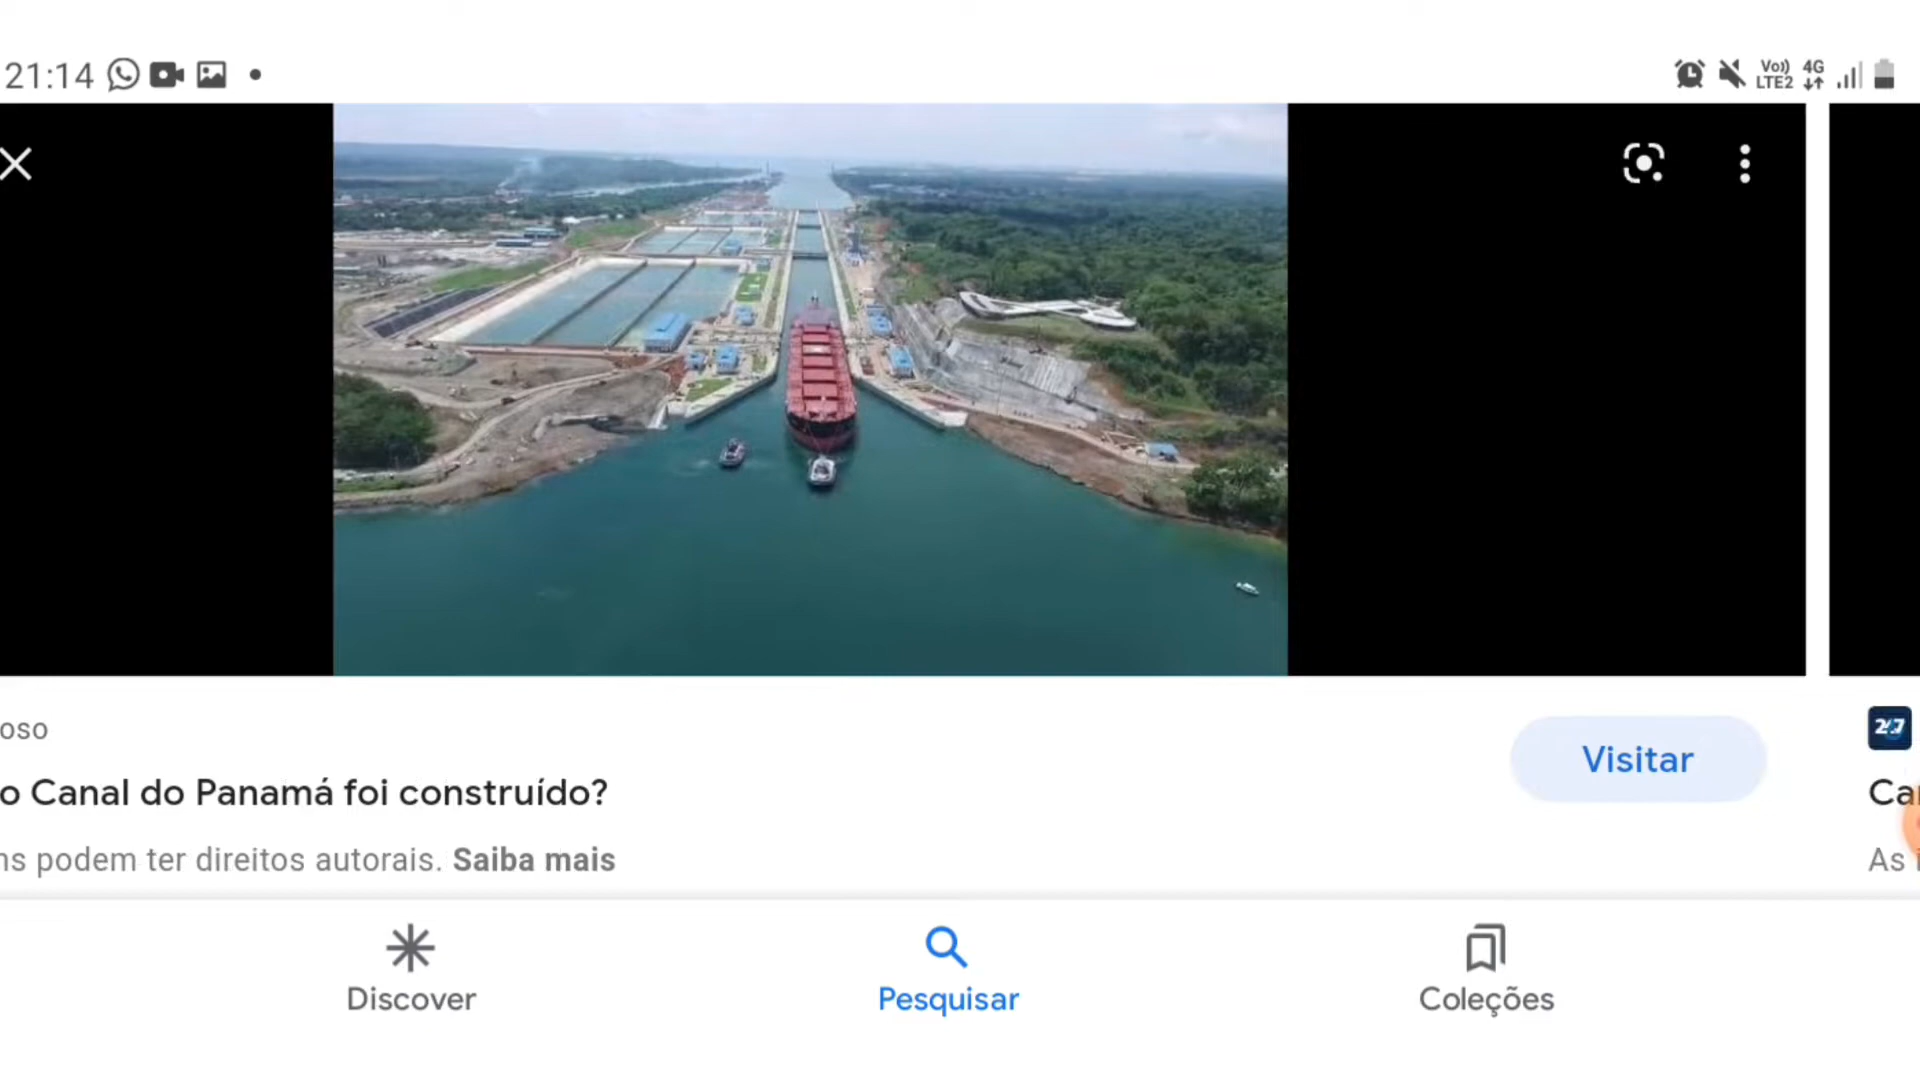 21:14
Vo)) 4G
LTE2
oso
o Canal do Panamá foi construído?
ns podem ter direitos autorais. Saiba mais
Visitar
247
Ca
As i
Discover
Pesquisar
Coleções